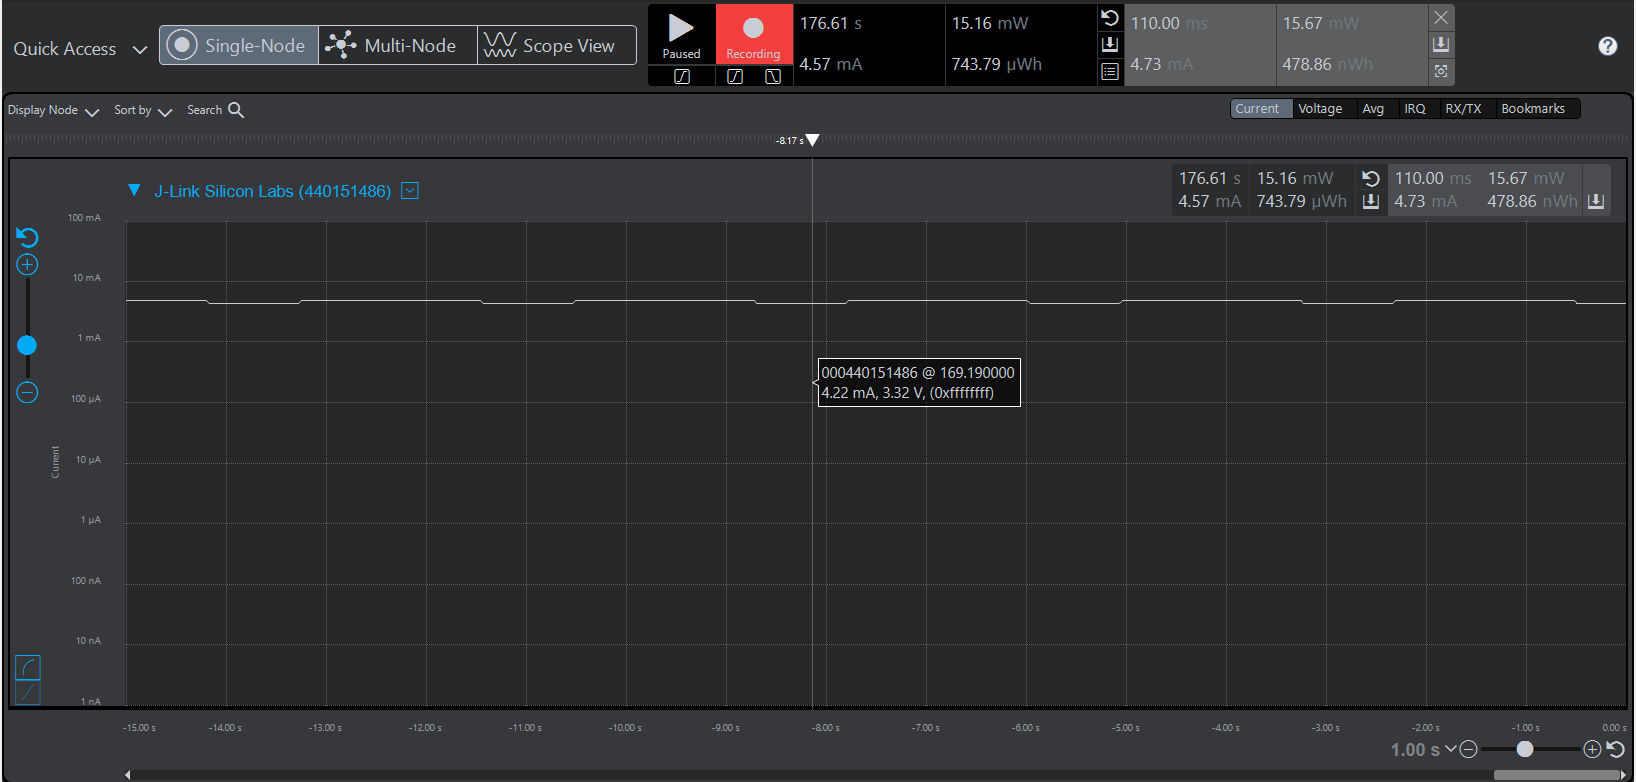 Quick Access
Single-Node
Multi-Node
Scope View
Paused
Recording
176.61 s
15.16 mW
4.57 mA
743.79 µWh
110.00 ms
15.67 mW
4.73 mA
478.86 nWh
Display Node
Sort by
Search
Current
Voltage
Avg
IRQ
RX/TX
Bookmarks
-8.17 s
J-Link Silicon Labs (440151486)
176.61 s
15.16 mW
110.00 ms
15.67 mW
4.57 mA
743.79 µWh
4.73 mA
478.86 nWh
100 mA
10 mA
1 mA
000440151486 @ 169.190000
4.22 mA, 3.32 V, (0xffffffff)
100 µA
Current
10 µA
1 µA
100 nA
10 nA
1 nA
-15.00 s
-14.00 s
-13.00 s
-12.00 s
-11.00 s
-10.00 s
-9.00 s
-8.00 s
-7.00 s
-6.00 s
-5.00 s
-4.00 s
-3.00 s
-2.00 s
-1.00 s
0.00 s
1.00 s